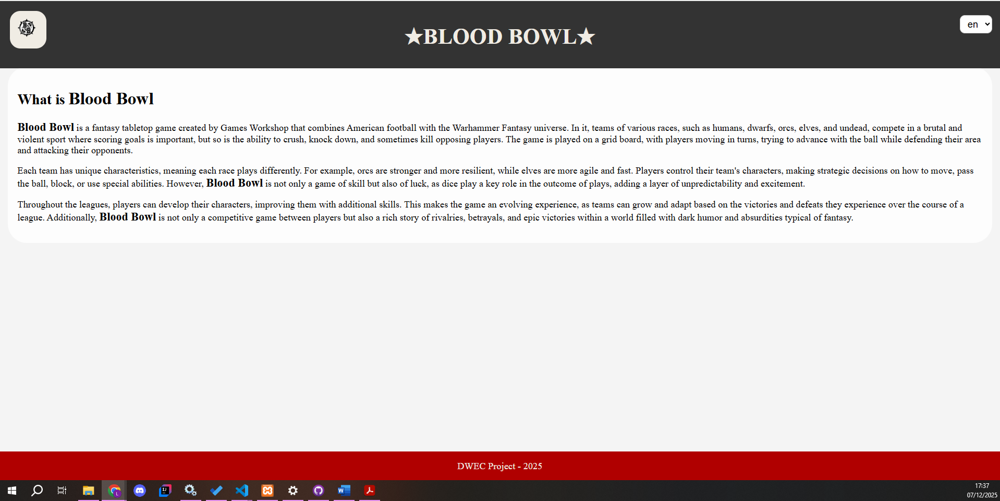 ★BLOOD BOWL★
en
What is Blood Bowl
Blood Bowl is a fantasy tabletop game created by Games Workshop that combines American football with the Warhammer Fantasy universe. In it, teams of various races, such as humans, dwarfs, orcs, elves, and undead, compete in a brutal and
violent sport where scoring goals is important, but so is the ability to crush, knock down, and sometimes kill opposing players. The game is played on a grid board, with players moving in turns, trying to advance with the ball while defending their area
and attacking their opponents.
Each team has unique characteristics, meaning each race plays differently. For example, orcs are stronger and more resilient, while elves are more agile and fast. Players control their team's characters, making strategic decisions on how to move, pass
the ball, block, or use special abilities. However, Blood Bowl is not only a game of skill but also of luck, as dice play a key role in the outcome of plays, adding a layer of unpredictability and excitement.
Throughout the leagues, players can develop their characters, improving them with additional skills. This makes the game an evolving experience, as teams can grow and adapt based on the victories and defeats they experience over the course of a
league. Additionally, Blood Bowl is not only a competitive game between players but also a rich story of rivalries, betrayals, and epic victories within a world filled with dark humor and absurdities typical of fantasy.
DWEC Project - 2025
17:37
07/12/2025